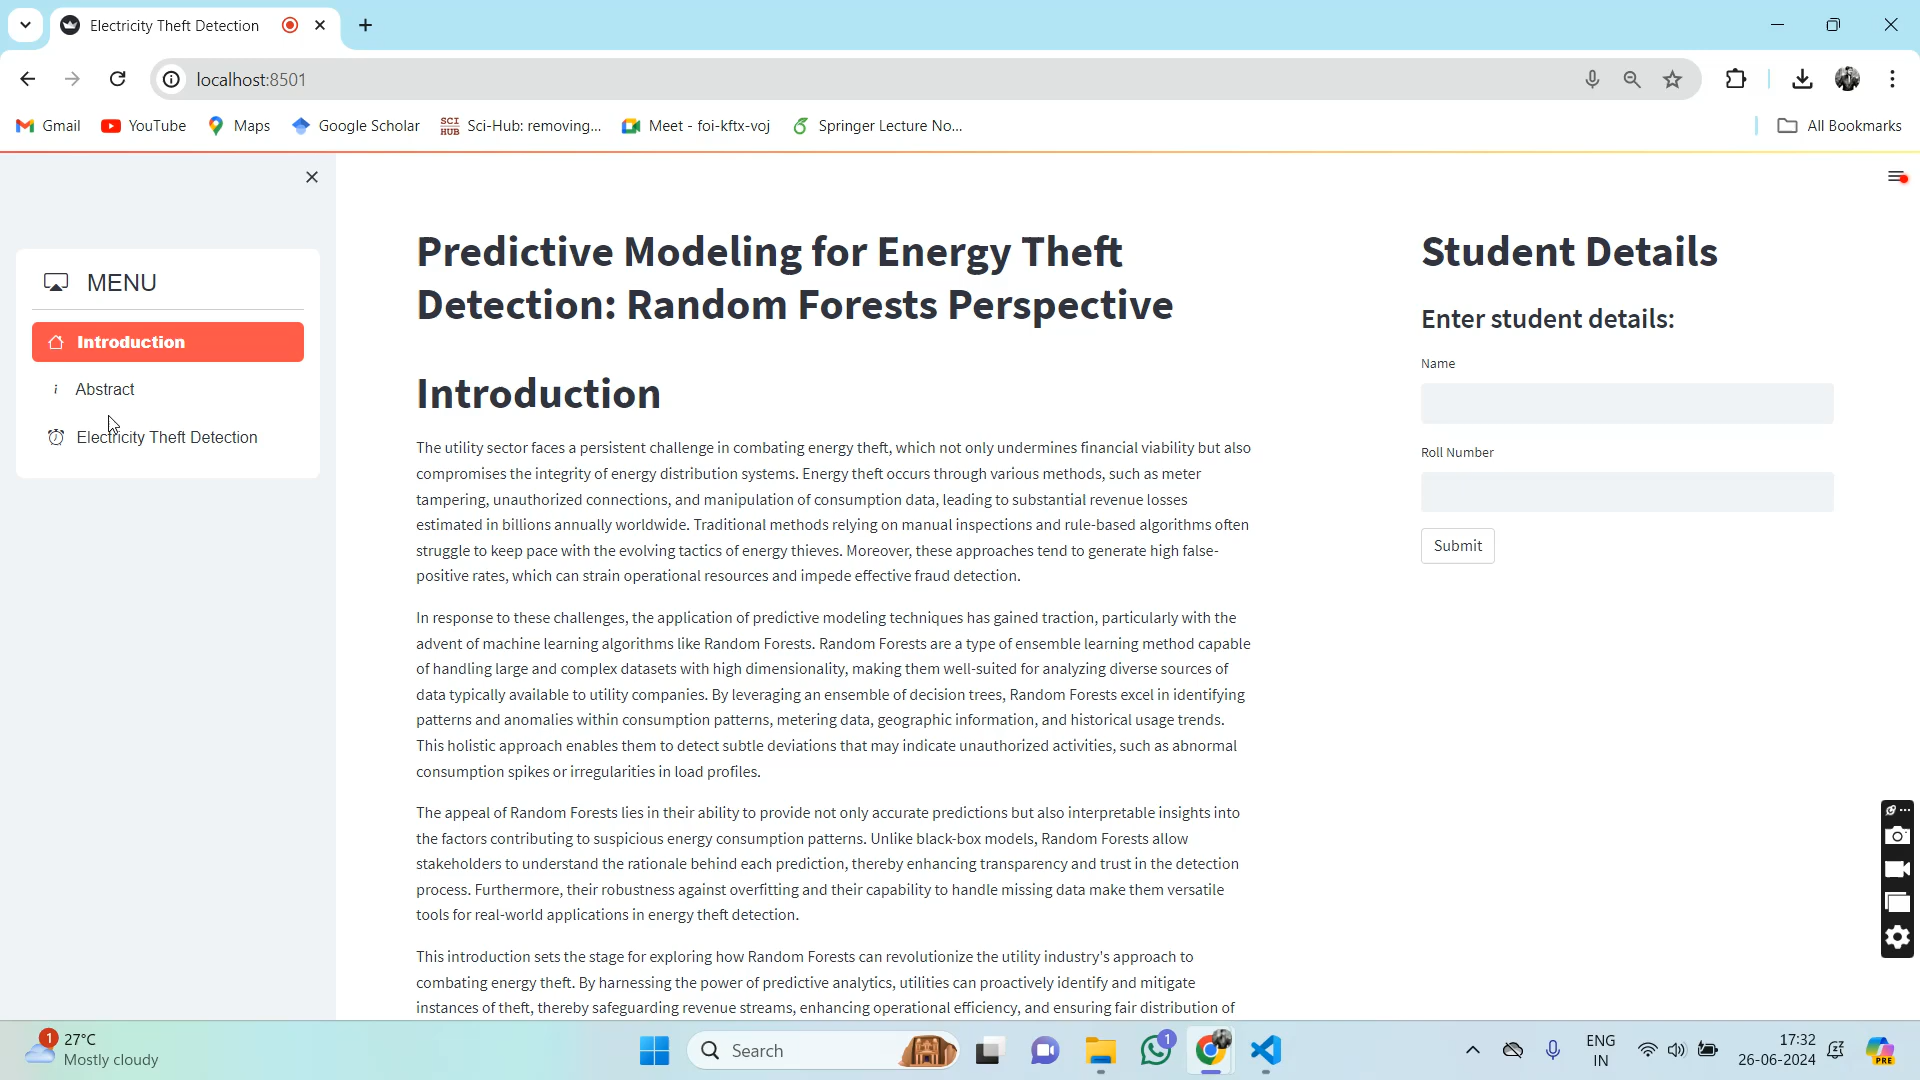 Electricity Theft Detection
localhost:8501
Gmail
YouTube
Maps
Google Scholar
SCI HUB
Sci-Hub: removing...
Meet - foi-kftx-voj
Springer Lecture No...
All Bookmarks
MENU
Introduction
i Abstract
Electricity Theft Detection
Predictive Modeling for Energy Theft
Detection: Random Forests Perspective
Introduction
The utility sector faces a persistent challenge in combating energy theft, which not only undermines financial viability but also
compromises the integrity of energy distribution systems. Energy theft occurs through various methods, such as meter
tampering, unauthorized connections, and manipulation of consumption data, leading to substantial revenue losses
estimated in billions annually worldwide. Traditional methods relying on manual inspections and rule-based algorithms often
struggle to keep pace with the evolving tactics of energy thieves. Moreover, these approaches tend to generate high false-
positive rates, which can strain operational resources and impede effective fraud detection.
In response to these challenges, the application of predictive modeling techniques has gained traction, particularly with the
advent of machine learning algorithms like Random Forests. Random Forests are a type of ensemble learning method capable
of handling large and complex datasets with high dimensionality, making them well-suited for analyzing diverse sources of
data typically available to utility companies. By leveraging an ensemble of decision trees, Random Forests excel in identifying
patterns and anomalies within consumption patterns, metering data, geographic information, and historical usage trends.
This holistic approach enables them to detect subtle deviations that may indicate unauthorized activities, such as abnormal
consumption spikes or irregularities in load profiles.
The appeal of Random Forests lies in their ability to provide not only accurate predictions but also interpretable insights into
the factors contributing to suspicious energy consumption patterns. Unlike black-box models, Random Forests allow
stakeholders to understand the rationale behind each prediction, thereby enhancing transparency and trust in the detection
process. Furthermore, their robustness against overfitting and their capability to handle missing data make them versatile
tools for real-world applications in energy theft detection.
This introduction sets the stage for exploring how Random Forests can revolutionize the utility industry's approach to
combating energy theft. By harnessing the power of predictive analytics, utilities can proactively identify and mitigate
instances of theft, thereby safeguarding revenue streams, enhancing operational efficiency, and ensuring fair distribution of
Student Details
Enter student details:
Name
Roll Number
Submit
1
27°C
Mostly cloudy
Search
1
ENG
IN
17:32
26-06-2024
PRE